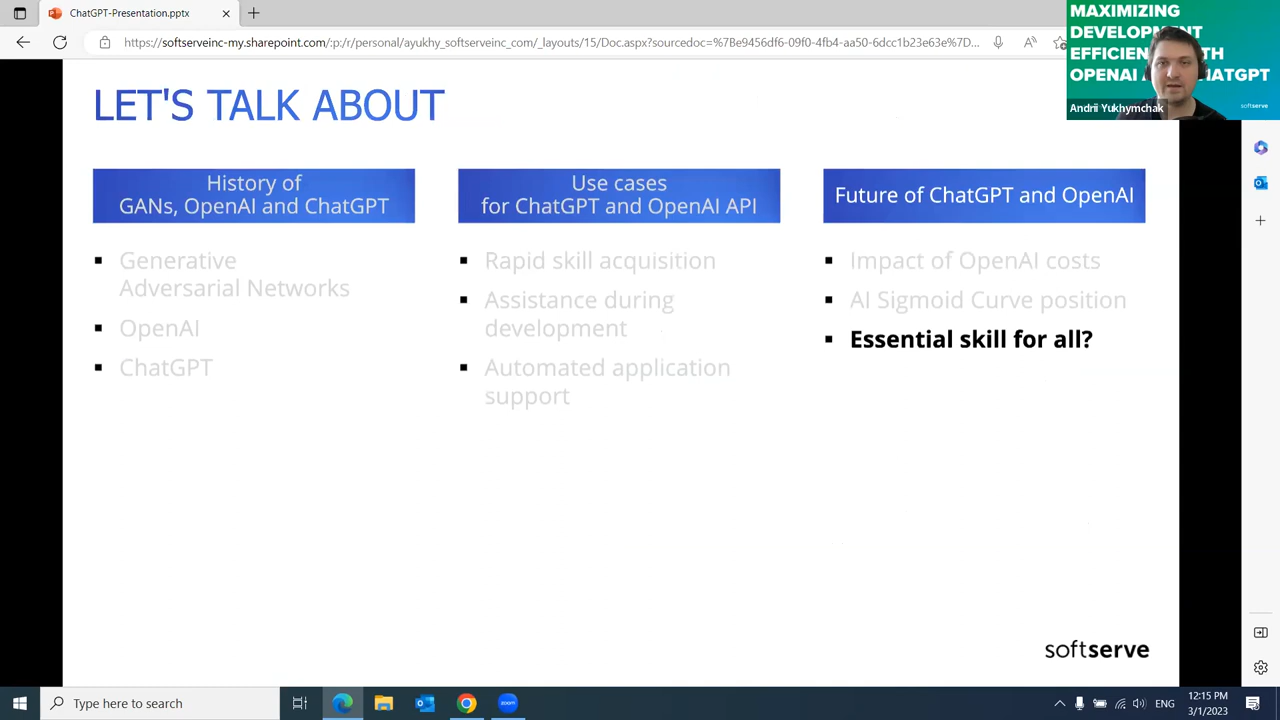 ChatGPT-Presentation.pptx
https://softserveinc-my.sharepoint.com/:p:/r/personal/ayukhy_softserveinc_com/_layouts/15/Doc.aspx?sourcedoc=%7Be9456df6-09f0-4fb4-aa50-6dcc1b23e63e%7D...
MAXIMIZING
DEVELOPMENT
OPENAI
Andrii Yukhymchak
softserve
LET'S TALK ABOUT
History of
GANs, OpenAI and ChatGPT
Generative
Adversarial Networks
OpenAI
ChatGPT
Use cases
for ChatGPT and OpenAI API
Rapid skill acquisition
Assistance during
development
Automated application
support
Future of ChatGPT and OpenAI
Impact of OpenAI costs
AI Sigmoid Curve position
Essential skill for all?
softserve
Type here to search
zoom
ENG
12:15 PM
3/1/2023